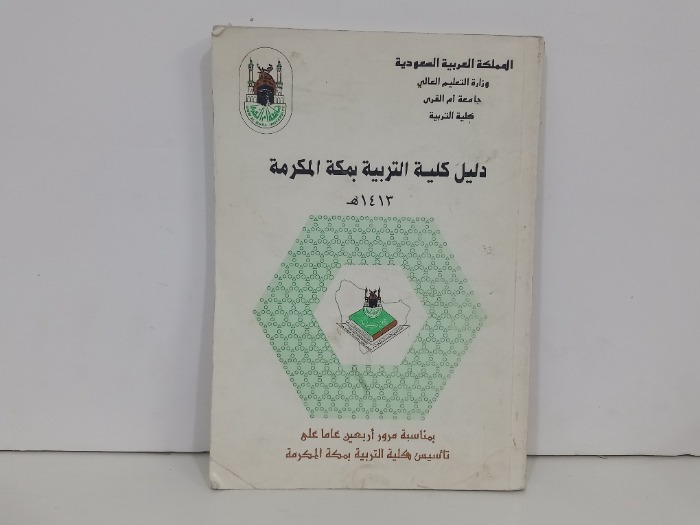 المملكة العربية السعودية
وزارة التعليم العالي
جامعة أم القرى
كلية التربية
دليل كلية التربية بمكة المكرمة
١٤١٣هـ
بمناسبة مرور أربعين عاما على
تأسيس كلية التربية بمكة المكرمة